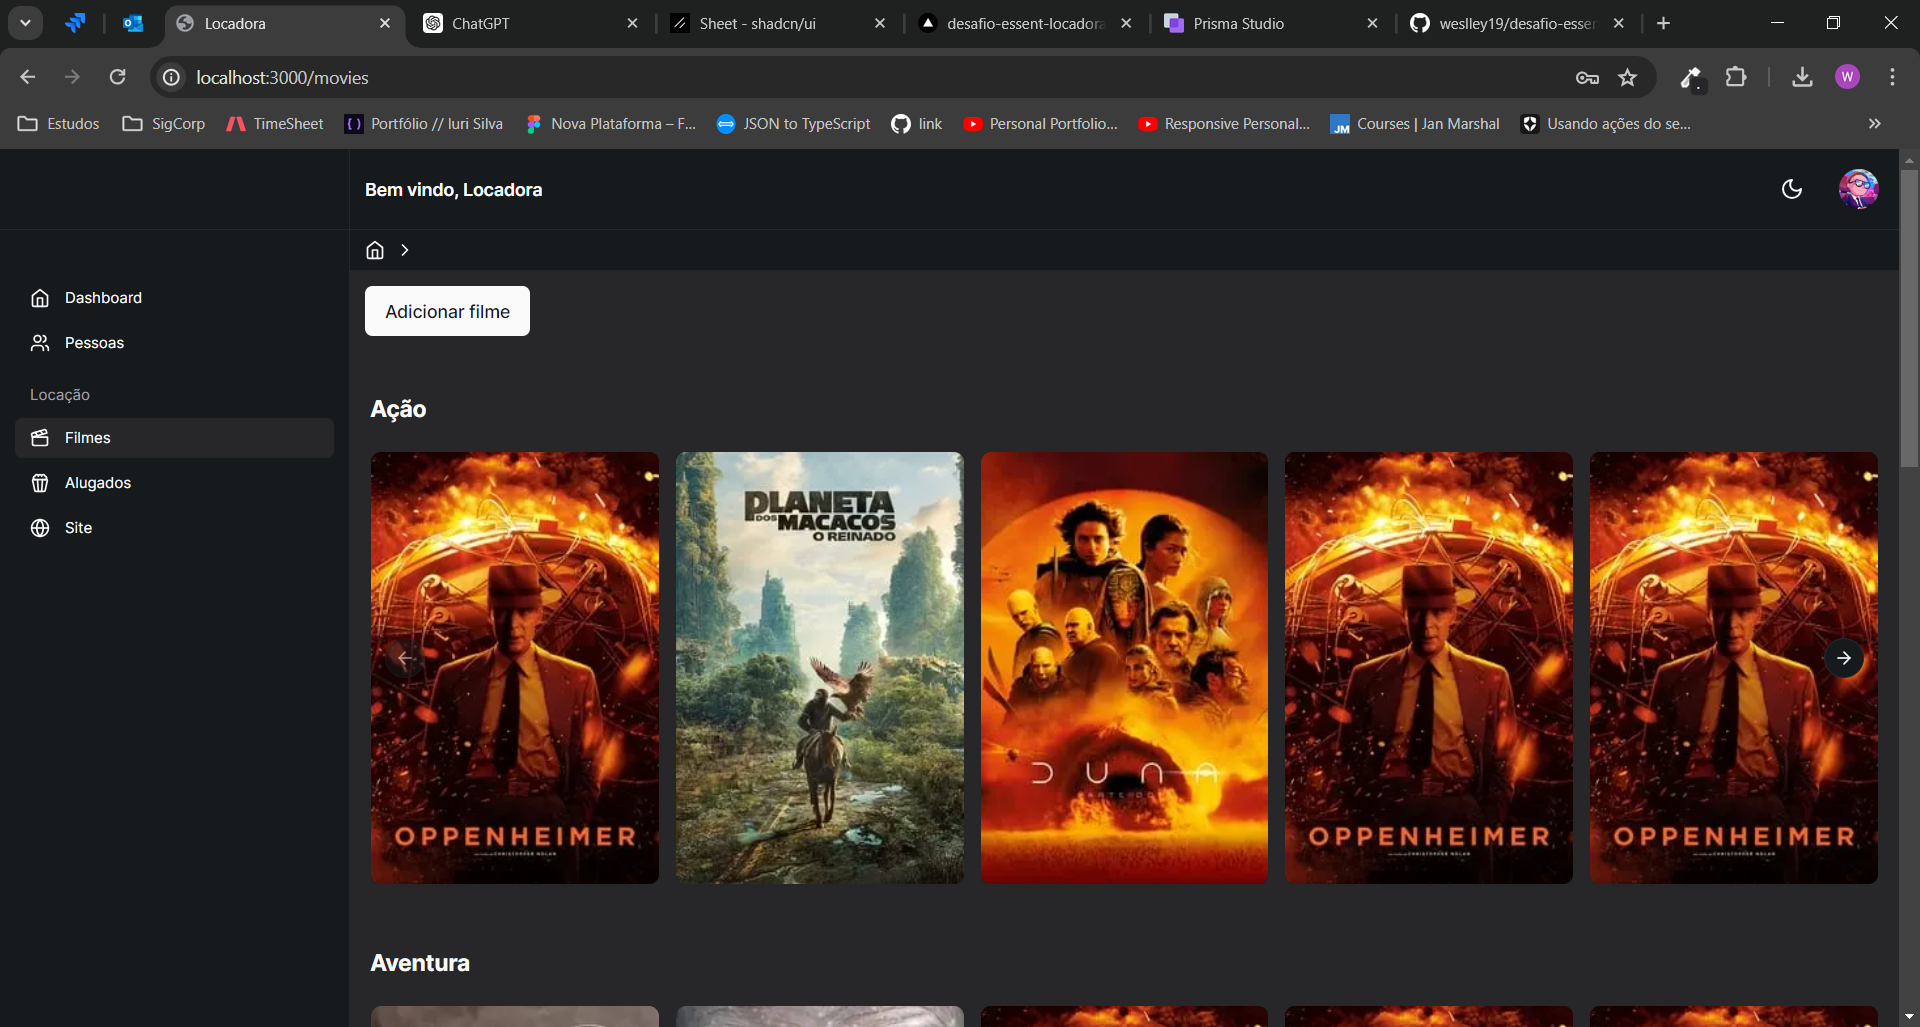 Locadora
ChatGPT
Sheet - shadcn/ui
desafio-essent-locadora
Prisma Studio
weslley19/desafio-essen
localhost:3000/movies
W
Estudos
SigCorp
TimeSheet
Portfólio // Iuri Silva
Nova Plataforma – F...
JSON to TypeScript
link
Personal Portfolio...
Responsive Personal...
JM
Courses | Jan Marshal
Usando ações do se...
Bem vindo, Locadora
Dashboard
Pessoas
Locação
Filmes
Alugados
Site
Adicionar filme
Ação
OPPENHEIMER
PLANETA
DOS MACACOS
O REINADO
DUNA
OPPENHEIMER
OPPENHEIMER
Aventura